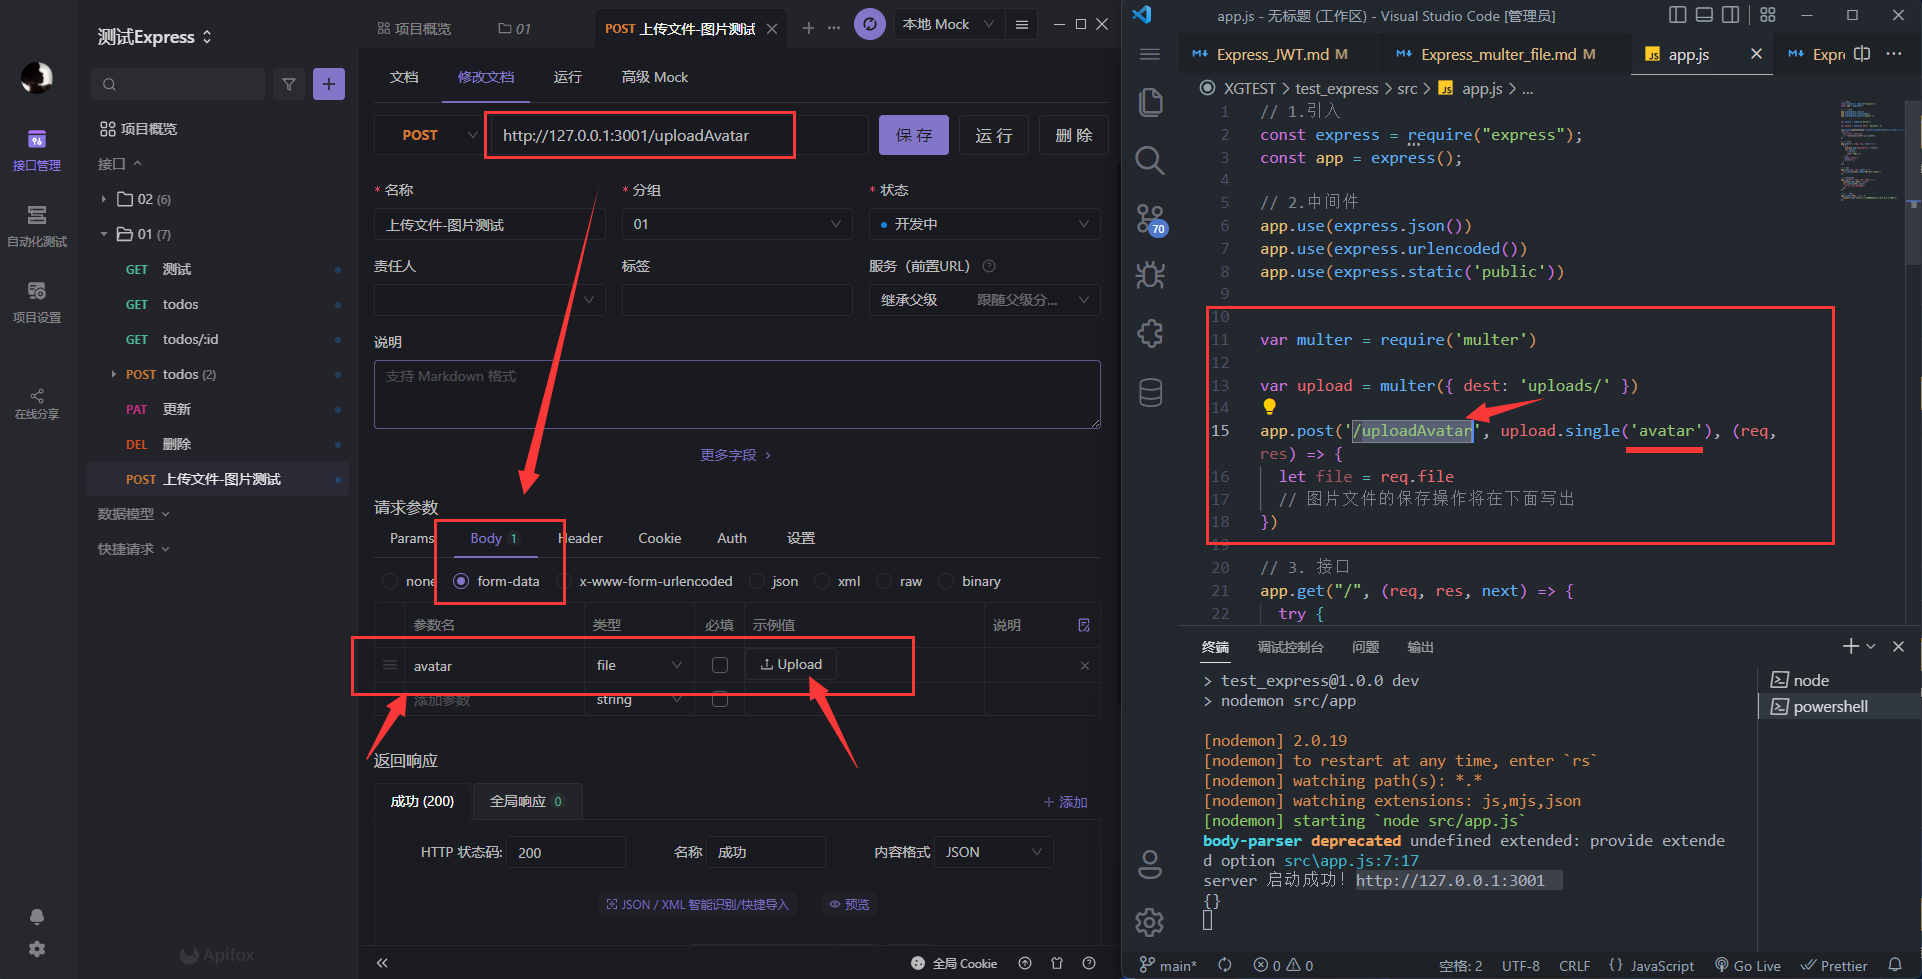 测试Express
接口管理
自动化测试
项目设置
在线分享
项目概览
接口
02 (6)
01 (7)
GET 测试
GET todos
GET todos/:id
POST todos (2)
PAT 更新
DEL 删除
POST 上传文件-图片测试
数据模型
快捷请求
Apifox
项目概览
01
POST 上传文件-图片测试
本地 Mock
文档 修改文档 运行 高级 Mock
POST http://127.0.0.1:3001/uploadAvatar 保 存 运 行 删 除
* 名称 * 分组 * 状态
上传文件-图片测试 01 开发中
责任人 标签 服务（前置URL）
继承父级 跟随父级分...
说明
支持 Markdown 格式
更多字段
请求参数
Params Body 1 Header Cookie Auth 设置
none form-data x-www-form-urlencoded json xml raw binary
参数名 类型 必填 示例值 说明
avatar file Upload
添加参数 string
返回响应
成功 (200) 全局响应 0 + 添加
HTTP 状态码: 200 名称 成功 内容格式 JSON
JSON / XML 智能识别/快捷导入 预览
全局 Cookie
app.js - 无标题 (工作区) - Visual Studio Code [管理员]
Express_JWT.md M Express_multer_file.md M app.js Expr
XGTEST > test_express > src > app.js > ...
70
1 // 1.引入
2 const express = require("express");
3 const app = express();
4
5 // 2.中间件
6 app.use(express.json())
7 app.use(express.urlencoded())
8 app.use(express.static('public'))
9
10
11 var multer = require('multer')
12
13 var upload = multer({ dest: 'uploads/' })
14
15 app.post('/uploadAvatar', upload.single('avatar'), (req,
res) => {
16 let file = req.file
17 // 图片文件的保存操作将在下面写出
18 })
19
20 // 3. 接口
21 app.get("/", (req, res, next) => {
22 try {
终端 调试控制台 问题 输出
> test_express@1.0.0 dev
> nodemon src/app
[nodemon] 2.0.19
[nodemon] to restart at any time, enter `rs`
[nodemon] watching path(s): *.*
[nodemon] watching extensions: js,mjs,json
[nodemon] starting `node src/app.js`
body-parser deprecated undefined extended: provide extende
d option src\app.js:7:17
server 启动成功! http://127.0.0.1:3001
{}
node
powershell
main* 0 0 空格: 2 UTF-8 CRLF {} JavaScript Go Live Prettier